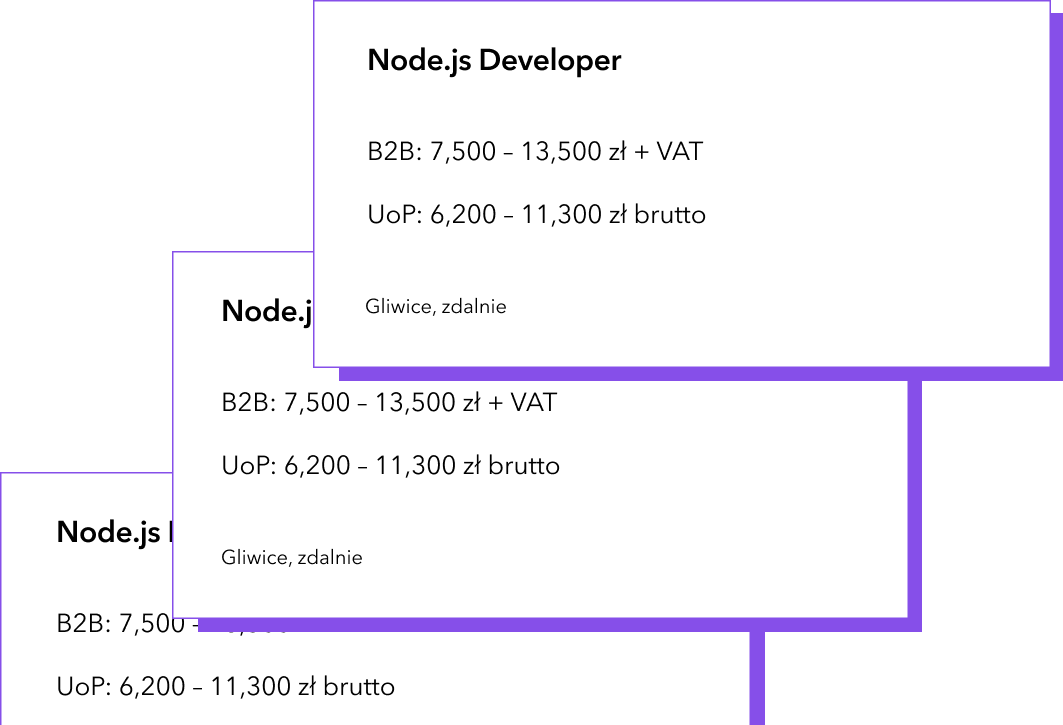 Node.js Developer
B2B: 7,500 – 13,500 zł + VAT
UoP: 6,200 – 11,300 zł brutto
Gliwice, zdalnie
Node.j
B2B: 7,500 – 13,500 zł + VAT
UoP: 6,200 – 11,300 zł brutto
Gliwice, zdalnie
Node.js
B2B: 7,500 –
UoP: 6,200 – 11,300 zł brutto